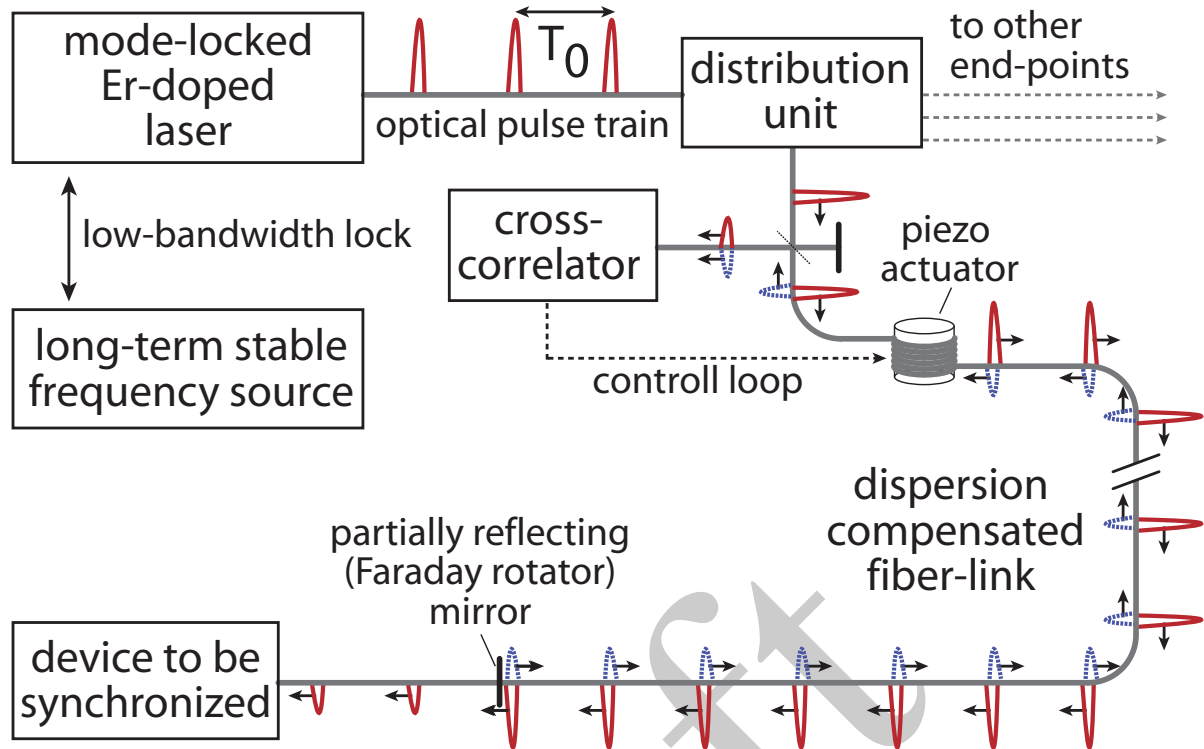 mode-locked
Er-doped
laser
T0
optical pulse train
distribution
unit
to other
end-points
low-bandwidth lock
cross-
correlator
piezo
actuator
long-term stable
frequency source
controll loop
dispersion
compensated
fiber-link
partially reflecting
(Faraday rotator)
mirror
device to be
synchronized
ft